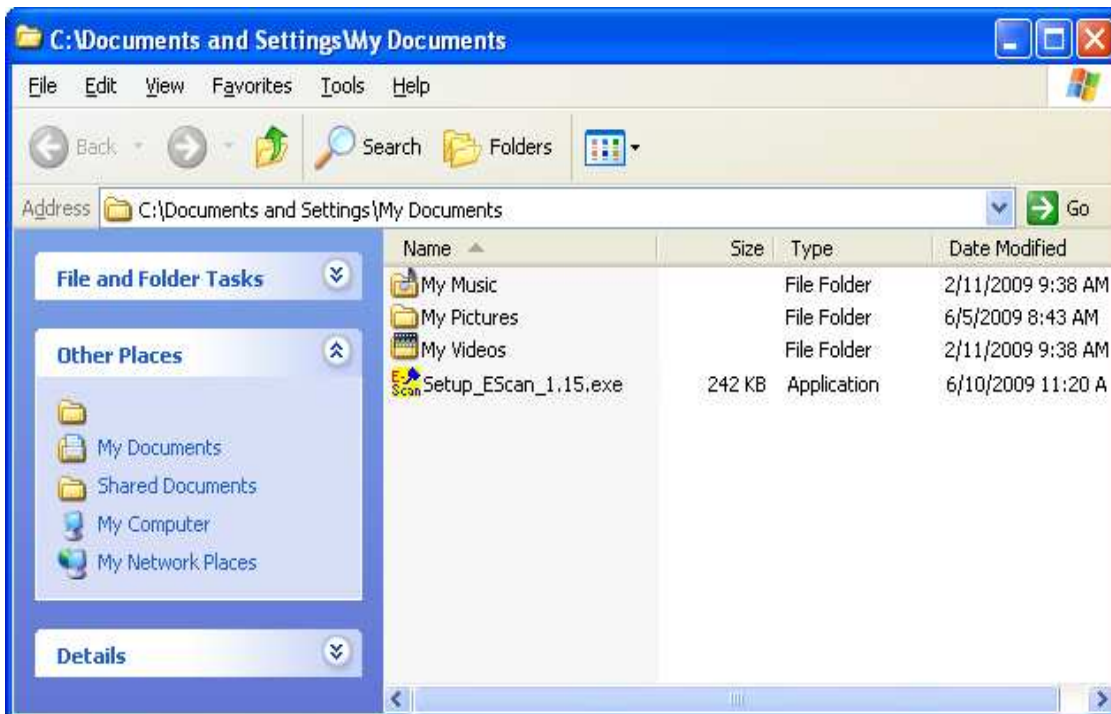 C:\Documents and Settings\My Documents
File Edit View Favorites Tools Help
Back Search Folders
Address C:\Documents and Settings\My Documents Go
File and Folder Tasks
Other Places
My Documents
Shared Documents
My Computer
My Network Places
Details
Name Size Type Date Modified
My Music File Folder 2/11/2009 9:38 AM
My Pictures File Folder 6/5/2009 8:43 AM
My Videos File Folder 2/11/2009 9:38 AM
E-Scan Setup_EScan_1.15.exe 242 KB Application 6/10/2009 11:20 A